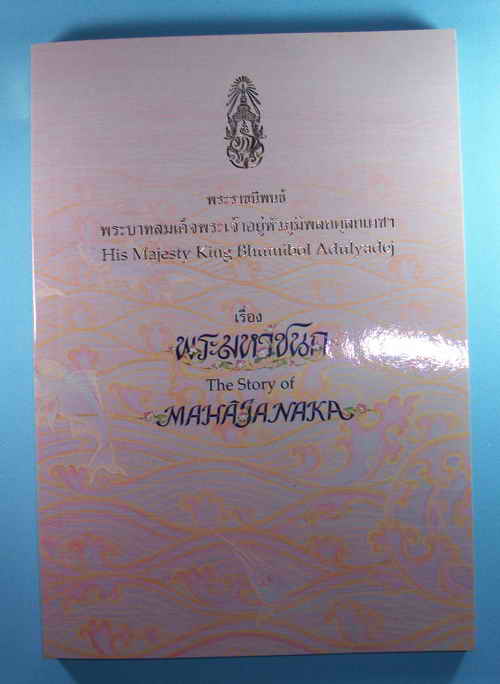 พระราชนิพนธ์
พระบาทสมเด็จพระเจ้าอยู่หัวภูมิพลอดุลยเดช
His Majesty King Bhumibol Adulyadej
เรื่อง
พระมหาชนก
The Story of
MAHĀJANAKA